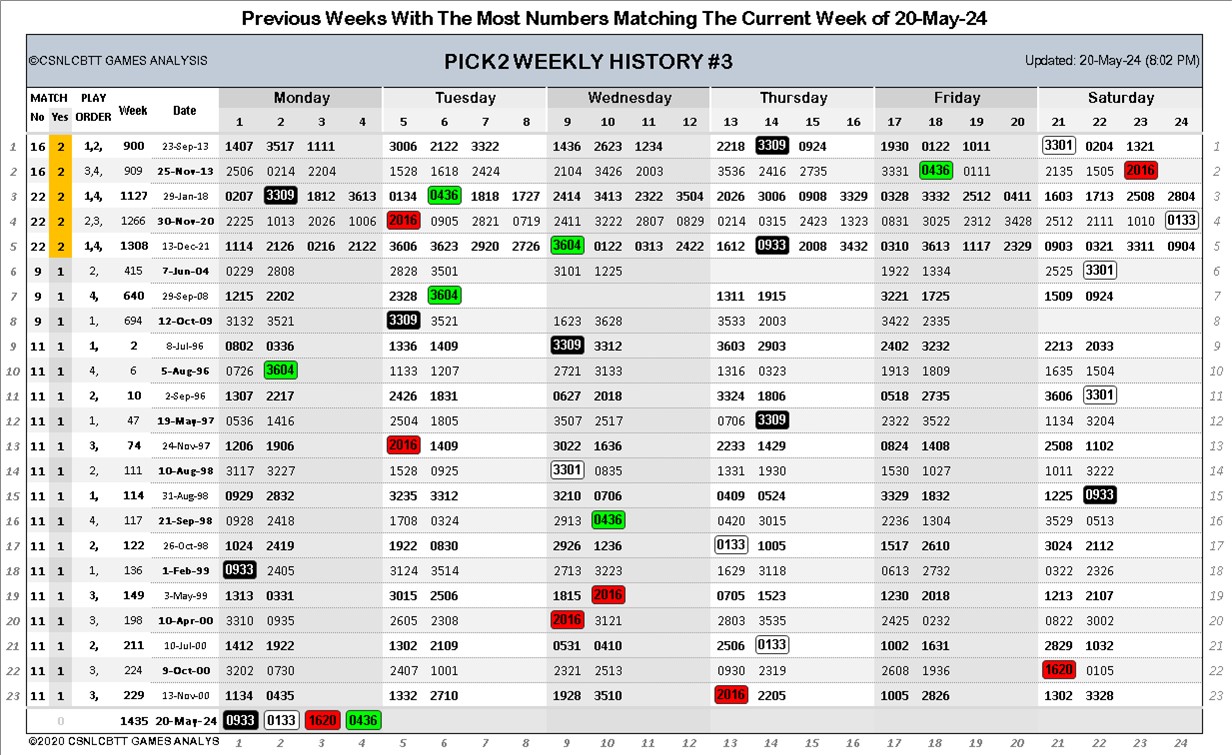 Previous Weeks With The Most Numbers Matching The Current Week of 20-May-24
©CSNLCBTT GAMES ANALYSIS PICK2 WEEKLY HISTORY #3 Updated: 20-May-24 (8:02 PM)
MATCH PLAY Week Date Monday Tuesday Wednesday Thursday Friday Saturday
No Yes ORDER 1 2 3 4 5 6 7 8 9 10 11 12 13 14 15 16 17 18 19 20 21 22 23 24
1 16 2 1,2, 900 23-Sep-13 1407 3517 1111 3006 2122 3322 1436 2623 1234 2218 3309 0924 1930 0122 1011 3301 0204 1321 1
2 16 2 3,4, 909 25-Nov-13 2506 0214 2204 1528 1618 2424 2104 3426 2003 3536 2416 2735 3331 0436 0111 2135 1505 2016 2
3 22 2 1,4, 1127 29-Jan-18 0207 3309 1812 3613 0134 0436 1818 1727 2414 3413 3322 3504 2026 3006 0908 3329 0328 3332 2512 0411 1603 1713 2508 2804 3
4 22 2 2,3, 1266 30-Nov-20 2225 1013 2026 1006 2016 0905 2821 0719 2411 3222 2807 0829 0214 0315 2423 1323 0831 3025 2312 3428 2512 2111 1010 0133 4
5 22 2 1,4, 1308 13-Dec-21 1114 2126 0216 2122 3606 3623 2920 2726 3604 0122 0313 2422 1612 0933 2008 3432 0310 3613 1117 2329 0903 0321 3311 0904 5
6 9 1 2, 415 7-Jun-04 0229 2808 2828 3501 3101 1225 1922 1334 2525 3301 6
7 9 1 4, 640 29-Sep-08 1215 2202 2328 3604 1311 1915 3221 1725 1509 0924 7
8 9 1 1, 694 12-Oct-09 3132 3521 3309 3521 1623 3628 3533 2003 3422 2335 8
9 11 1 1, 2 8-Jul-96 0802 0336 1336 1409 3309 3312 3603 2903 2402 3232 2213 2033 9
10 11 1 4, 6 5-Aug-96 0726 3604 1133 1207 2721 3133 1316 0323 1913 1809 1635 1504 10
11 11 1 2, 10 2-Sep-96 1307 2217 2426 1831 0627 2018 3324 1806 0518 2735 3606 3301 11
12 11 1 1, 47 19-May-97 0536 1416 2504 1805 3507 2517 0706 3309 2322 3522 1134 3204 12
13 11 1 3, 74 24-Nov-97 1206 1906 2016 1409 3022 1636 2233 1429 0824 1408 2508 1102 13
14 11 1 2, 111 10-Aug-98 3117 3227 1528 0925 3301 0835 1331 1930 1530 1027 1011 3222 14
15 11 1 1, 114 31-Aug-98 0929 2832 3235 3312 3210 0706 0409 0524 3329 1832 1225 0933 15
16 11 1 4, 117 21-Sep-98 0928 2418 1708 0324 2913 0436 0420 3015 2236 1304 3529 0513 16
17 11 1 2, 122 26-Oct-98 1024 2419 1922 0830 2926 1236 0133 1005 1517 2610 3024 2112 17
18 11 1 1, 136 1-Feb-99 0933 2405 3124 3514 2713 3223 1629 3118 0613 2732 0322 2326 18
19 11 1 3, 149 3-May-99 1313 0331 3015 2506 1815 2016 0705 1523 1230 2018 1213 2107 19
20 11 1 3, 198 10-Apr-00 3310 0935 2605 2308 2016 3121 2803 3535 2425 0232 0822 3002 20
21 11 1 2, 211 10-Jul-00 1412 1922 1302 2109 0531 0410 2506 0133 1002 1631 2829 1032 21
22 11 1 3, 224 9-Oct-00 3202 0730 2407 1001 2321 2513 0930 2319 2608 1936 1620 0105 22
23 11 1 3, 229 13-Nov-00 1134 0435 1332 2710 1928 3510 2016 2205 1005 2826 1302 3328 23
0 1435 20-May-24 0933 0133 1620 0436
©2020 CSNLCBTT GAMES ANALYS 1 2 3 4 5 6 7 8 9 10 11 12 13 14 15 16 17 18 19 20 21 22 23 24